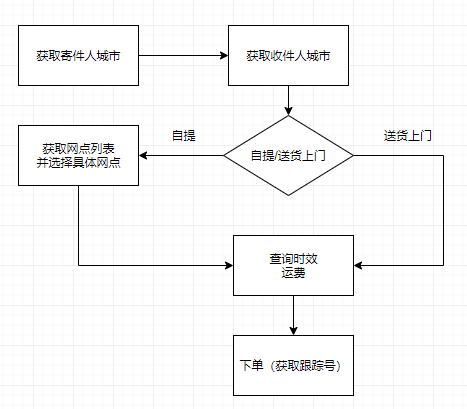 获取寄件人城市
获取收件人城市
自提
自提/送货上门
送货上门
获取网点列表
并选择具体网点
查询时效
运费
下单（获取跟踪号）